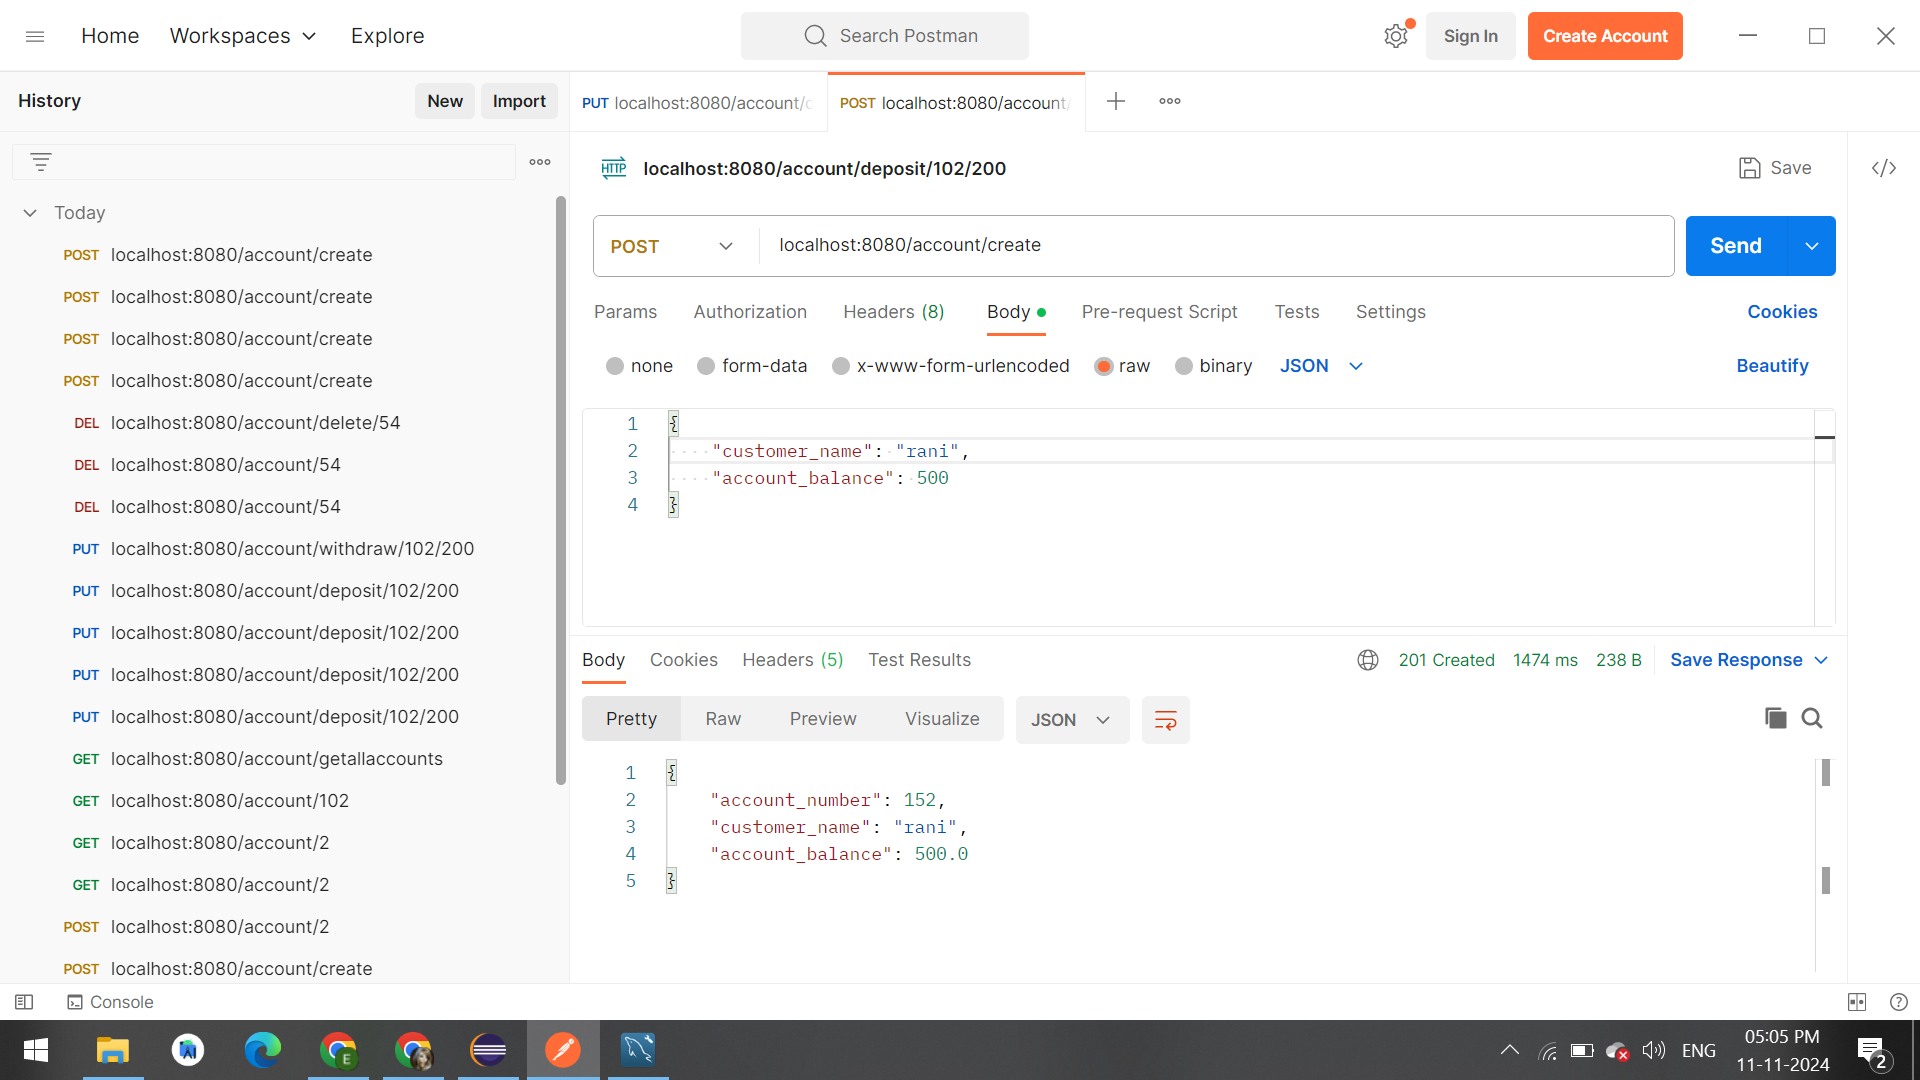 Home Workspaces Explore Search Postman Sign In Create Account
History New Import PUT localhost:8080/account/ POST localhost:8080/account/
HTTP localhost:8080/account/deposit/102/200 Save </>
Today
POST localhost:8080/account/create
POST localhost:8080/account/create
POST localhost:8080/account/create
POST localhost:8080/account/create
DEL localhost:8080/account/delete/54
DEL localhost:8080/account/54
DEL localhost:8080/account/54
PUT localhost:8080/account/withdraw/102/200
PUT localhost:8080/account/deposit/102/200
PUT localhost:8080/account/deposit/102/200
PUT localhost:8080/account/deposit/102/200
PUT localhost:8080/account/deposit/102/200
GET localhost:8080/account/getallaccounts
GET localhost:8080/account/102
GET localhost:8080/account/2
GET localhost:8080/account/2
POST localhost:8080/account/2
POST localhost:8080/account/create
POST localhost:8080/account/create Send
Params Authorization Headers (8) Body Pre-request Script Tests Settings Cookies
none form-data x-www-form-urlencoded raw binary JSON Beautify
1 {
2 "customer_name": "rani",
3 "account_balance": 500
4 }
Body Cookies Headers (5) Test Results 201 Created 1474 ms 238 B Save Response
Pretty Raw Preview Visualize JSON
1 {
2 "account_number": 152,
3 "customer_name": "rani",
4 "account_balance": 500.0
5 }
Console
E ENG 05:05 PM
11-11-2024 2